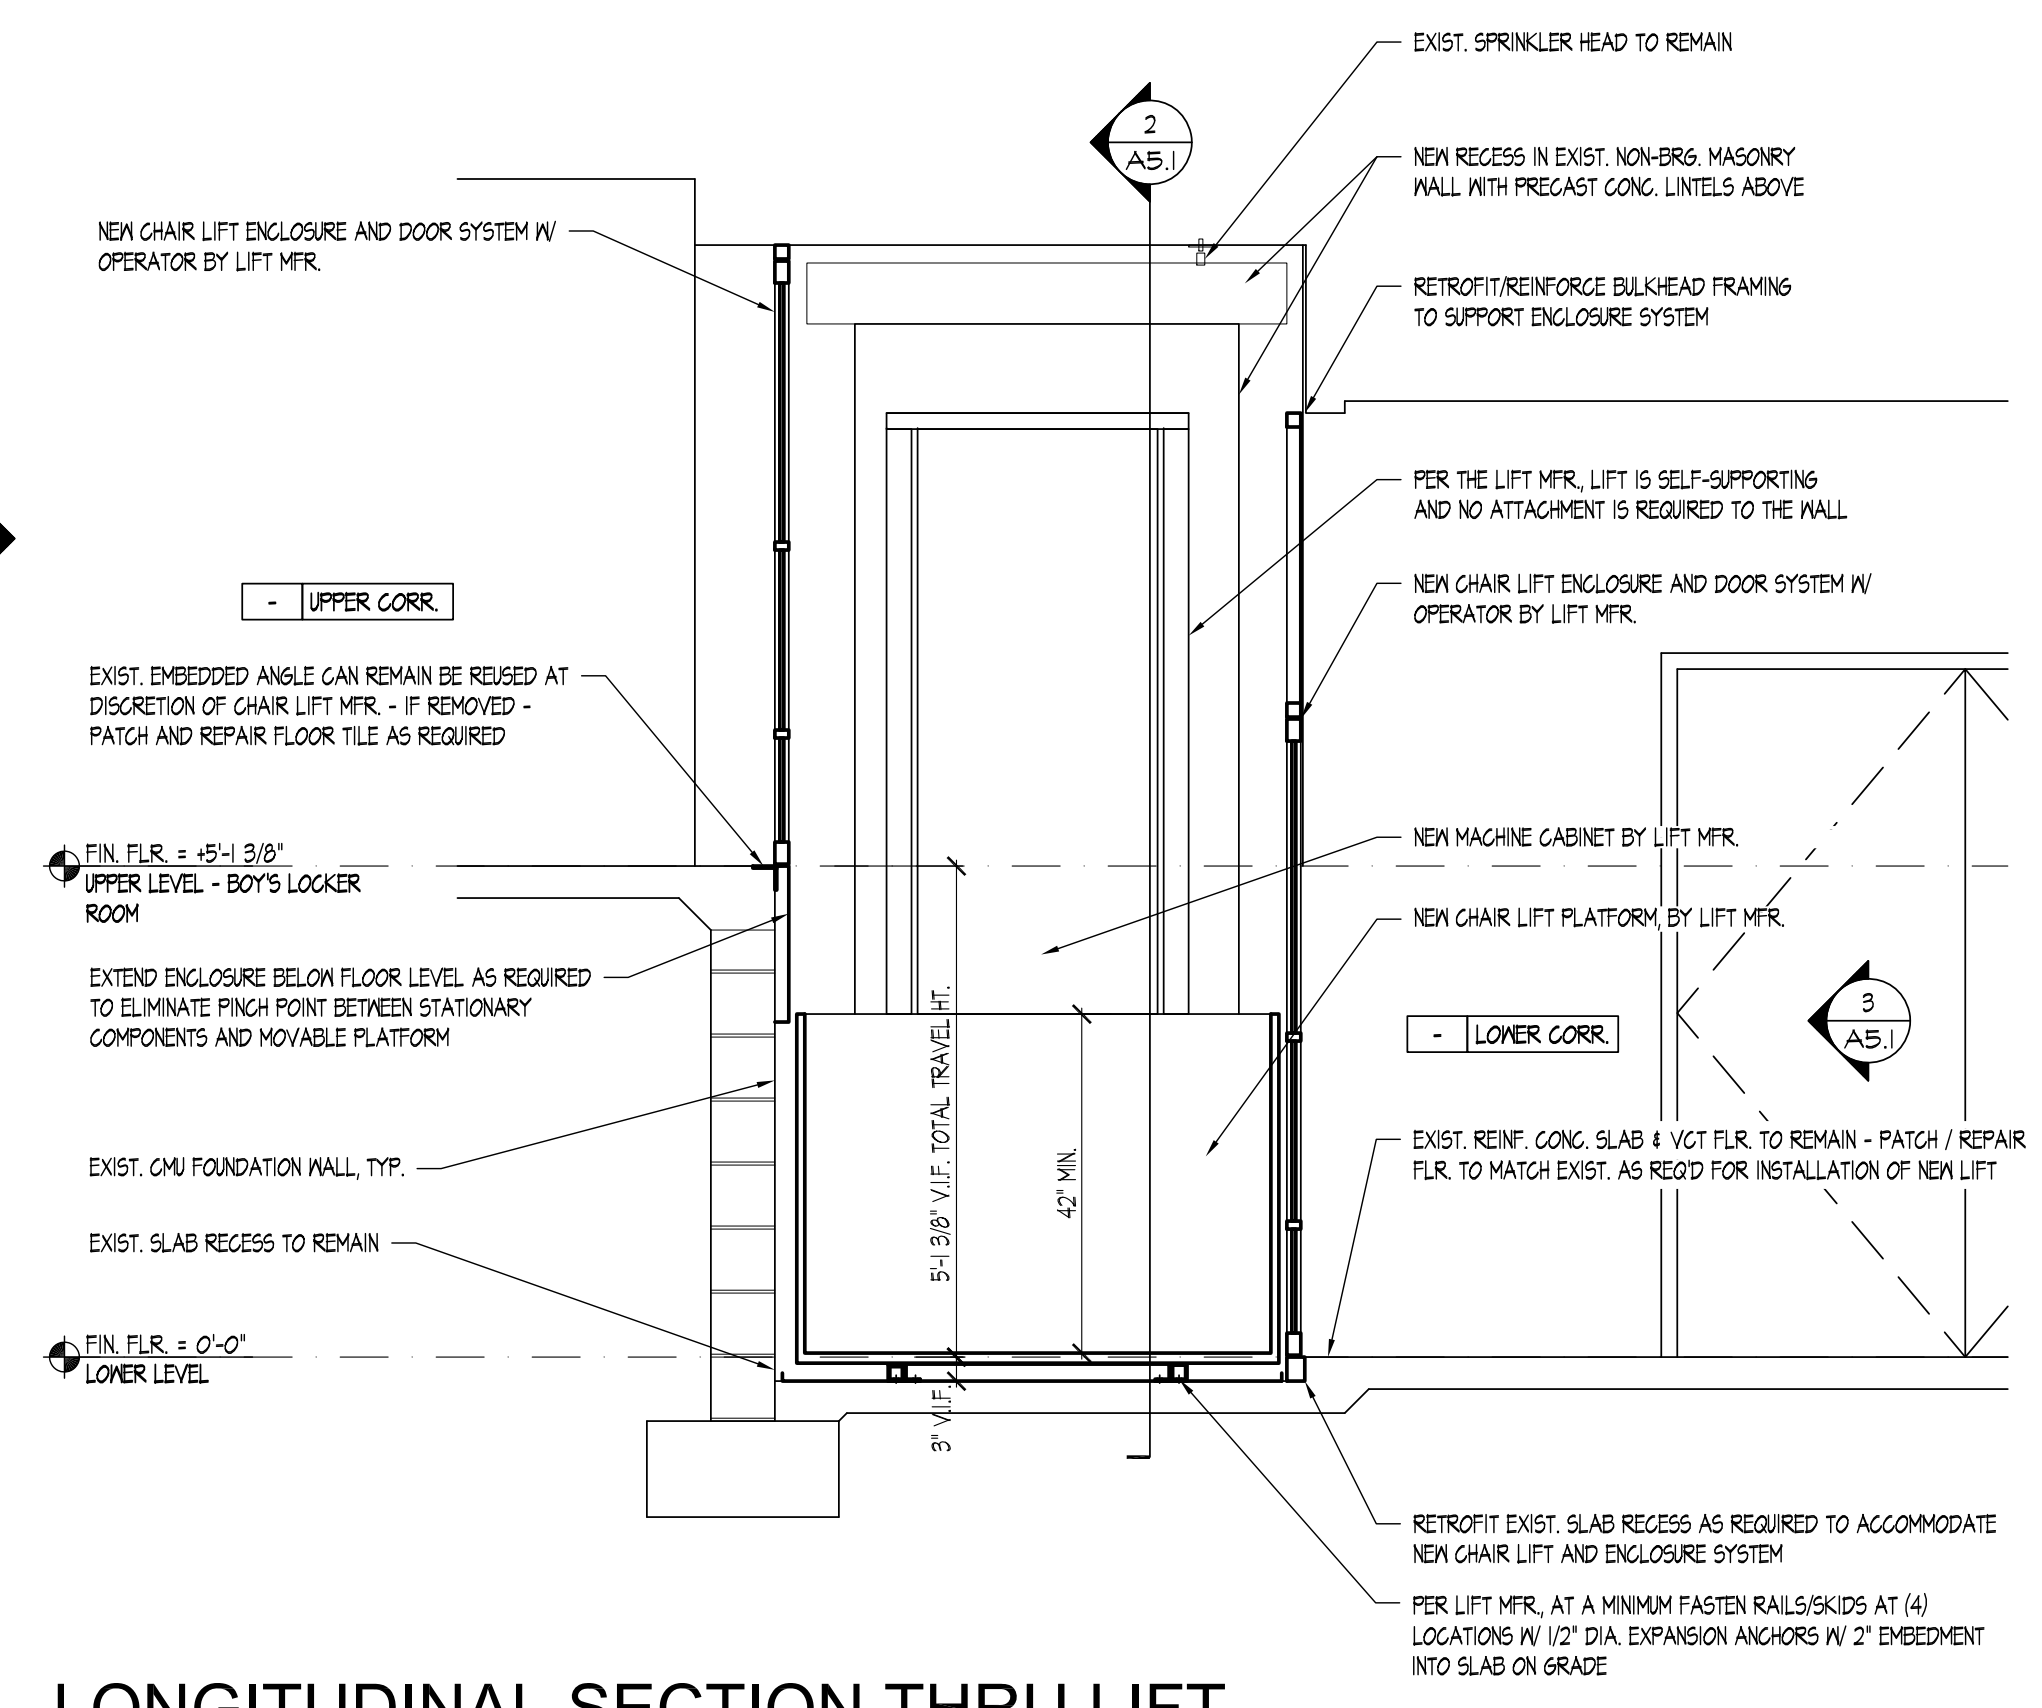 EXIST. SPRINKLER HEAD TO REMAIN
2
A5.1
NEW RECESS IN EXIST. NON-BRG. MASONRY
WALL WITH PRECAST CONC. LINTELS ABOVE
NEW CHAIR LIFT ENCLOSURE AND DOOR SYSTEM W/
OPERATOR BY LIFT MFR.
RETROFIT/REINFORCE BULKHEAD FRAMING
TO SUPPORT ENCLOSURE SYSTEM
PER THE LIFT MFR., LIFT IS SELF-SUPPORTING
AND NO ATTACHMENT IS REQUIRED TO THE WALL
NEW CHAIR LIFT ENCLOSURE AND DOOR SYSTEM W/
OPERATOR BY LIFT MFR.
- UPPER CORR.
EXIST. EMBEDDED ANGLE CAN REMAIN BE REUSED AT
DISCRETION OF CHAIR LIFT MFR. - IF REMOVED -
PATCH AND REPAIR FLOOR TILE AS REQUIRED
NEW MACHINE CABINET BY LIFT MFR.
FIN. FLR. = +5'-1 3/8"
UPPER LEVEL - BOY'S LOCKER
ROOM
NEW CHAIR LIFT PLATFORM, BY LIFT MFR.
EXTEND ENCLOSURE BELOW FLOOR LEVEL AS REQUIRED
TO ELIMINATE PINCH POINT BETWEEN STATIONARY
COMPONENTS AND MOVABLE PLATFORM
5'-1 3/8" V.I.F. TOTAL TRAVEL HT.
42" MIN.
3" V.I.F.
- LOWER CORR.
3
A5.1
EXIST. CMU FOUNDATION WALL, TYP.
EXIST. REINF. CONC. SLAB & VCT FLR. TO REMAIN - PATCH / REPAIR
FLR. TO MATCH EXIST. AS REQ'D FOR INSTALLATION OF NEW LIFT
EXIST. SLAB RECESS TO REMAIN
FIN. FLR. = 0'-0"
LOWER LEVEL
RETROFIT EXIST. SLAB RECESS AS REQUIRED TO ACCOMMODATE
NEW CHAIR LIFT AND ENCLOSURE SYSTEM
PER LIFT MFR., AT A MINIMUM FASTEN RAILS/SKIDS AT (4)
LOCATIONS W/ 1/2" DIA. EXPANSION ANCHORS W/ 2" EMBEDMENT
INTO SLAB ON GRADE
LONGITUDINAL SECTION THRU LIFT